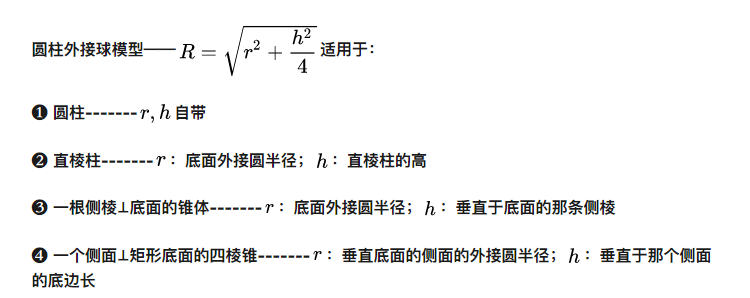 圆柱外接球模型——$R=\sqrt{r^2+\frac{h^2}{4}}$ 适用于：
❶ 圆柱-------$r,h$ 自带
❷ 直棱柱-------$r$：底面外接圆半径；$h$：直棱柱的高
❸ 一根侧棱⊥底面的锥体-------$r$：底面外接圆半径；$h$：垂直于底面的那条侧棱
❹ 一个侧面⊥矩形底面的四棱锥-------$r$：垂直底面的侧面的外接圆半径；$h$：垂直于那个侧面
的底边长